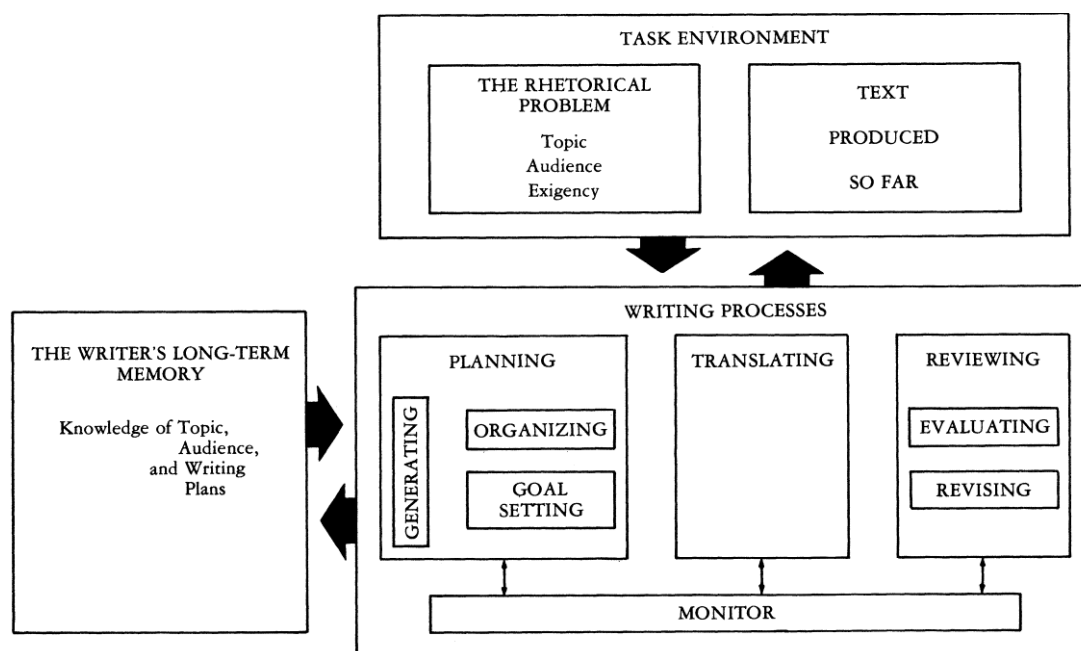 TASK ENVIRONMENT
THE RHETORICAL
PROBLEM
Topic
Audience
Exigency
TEXT
PRODUCED
SO FAR
THE WRITER'S LONG-TERM
MEMORY
Knowledge of Topic,
Audience,
and Writing
Plans
WRITING PROCESSES
PLANNING
GENERATING
ORGANIZING
GOAL
SETTING
TRANSLATING
REVIEWING
EVALUATING
REVISING
MONITOR